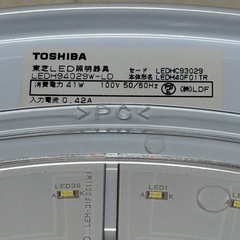 TOSHIBA
東芝LED照明器具
LEDH94029W-LD
消費電力 41W 100V 50/60Hz
入力電流 0.42A
セード LEDHC93029
本体形名 LEDH40F01TR
(株)LDF
>PC<
LED30
LED1
A K
A K